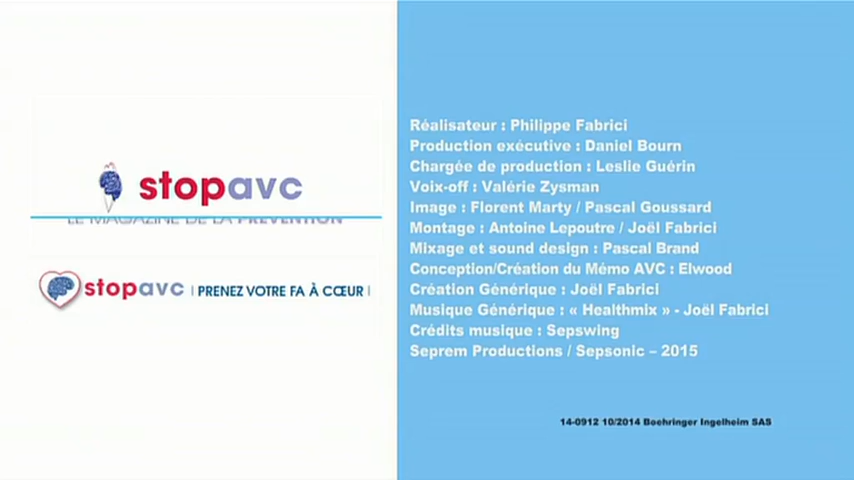 stopavc
LE MAGAZINE DE LA PRÉVENTION
stopavc | PRENEZ VOTRE FA À CŒUR |
Réalisateur : Philippe Fabrici
Production exécutive : Daniel Bourn
Chargée de production : Leslie Guérin
Voix-off : Valérie Zysman
Image : Florent Marty / Pascal Goussard
Montage : Antoine Lepoutre / Joël Fabrici
Mixage et sound design : Pascal Brand
Conception/Création du Mémo AVC : Elwood
Création Générique : Joël Fabrici
Musique Générique : « Healthmix » - Joël Fabrici
Crédits musique : Sepswing
Seprem Productions / Sepsonic – 2015
14-0912 10/2014 Boehringer Ingelheim SAS